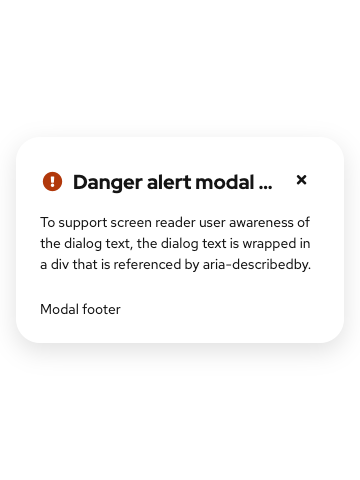 Danger alert modal ...
To support screen reader user awareness of
the dialog text, the dialog text is wrapped in
a div that is referenced by aria-describedby.
Modal footer